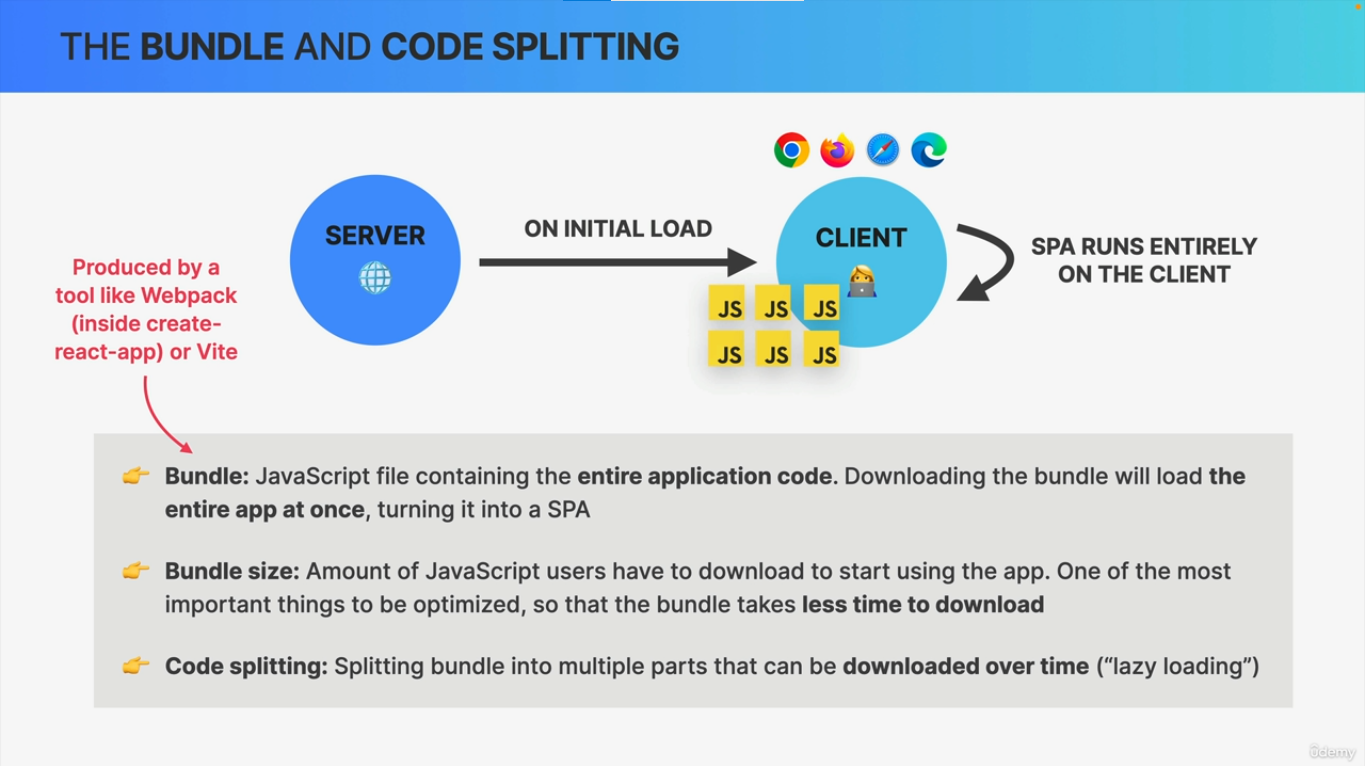 THE BUNDLE AND CODE SPLITTING
SERVER
ON INITIAL LOAD
CLIENT
SPA RUNS ENTIRELY
ON THE CLIENT
JS JS JS
JS JS JS
Produced by a
tool like Webpack
(inside create-
react-app) or Vite
Bundle: JavaScript file containing the entire application code. Downloading the bundle will load the
entire app at once, turning it into a SPA
Bundle size: Amount of JavaScript users have to download to start using the app. One of the most
important things to be optimized, so that the bundle takes less time to download
Code splitting: Splitting bundle into multiple parts that can be downloaded over time (“lazy loading”)
ûdemy